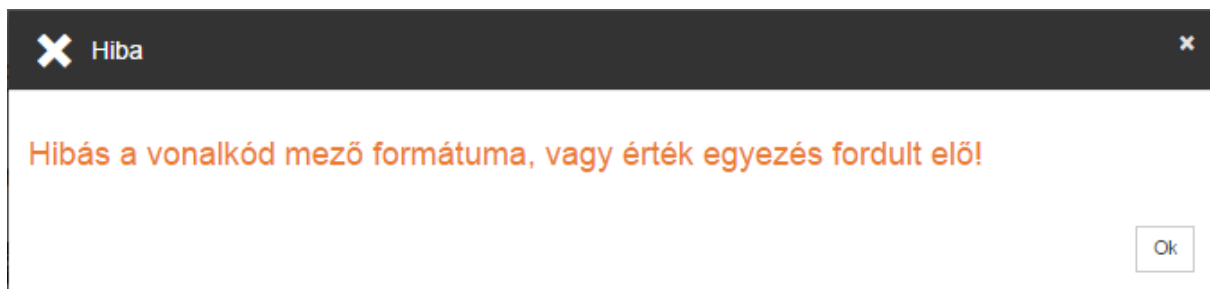 Hiba
Hibás a vonalkód mező formátuma, vagy érték egyezés fordult elő!
Ok